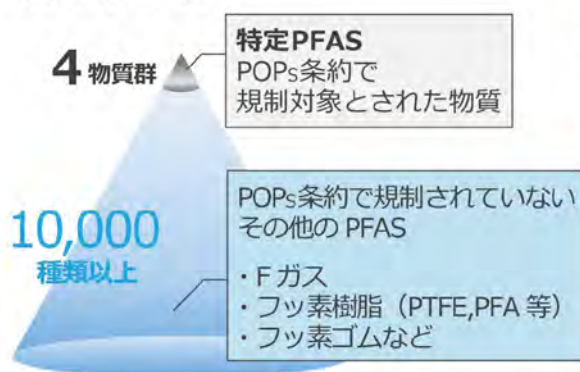 4 物質群
特定PFAS
POPs条約で
規制対象とされた物質
10,000
種類以上
POPs条約で規制されていない
その他の PFAS
・F ガス
・フッ素樹脂（PTFE,PFA 等）
・フッ素ゴムなど